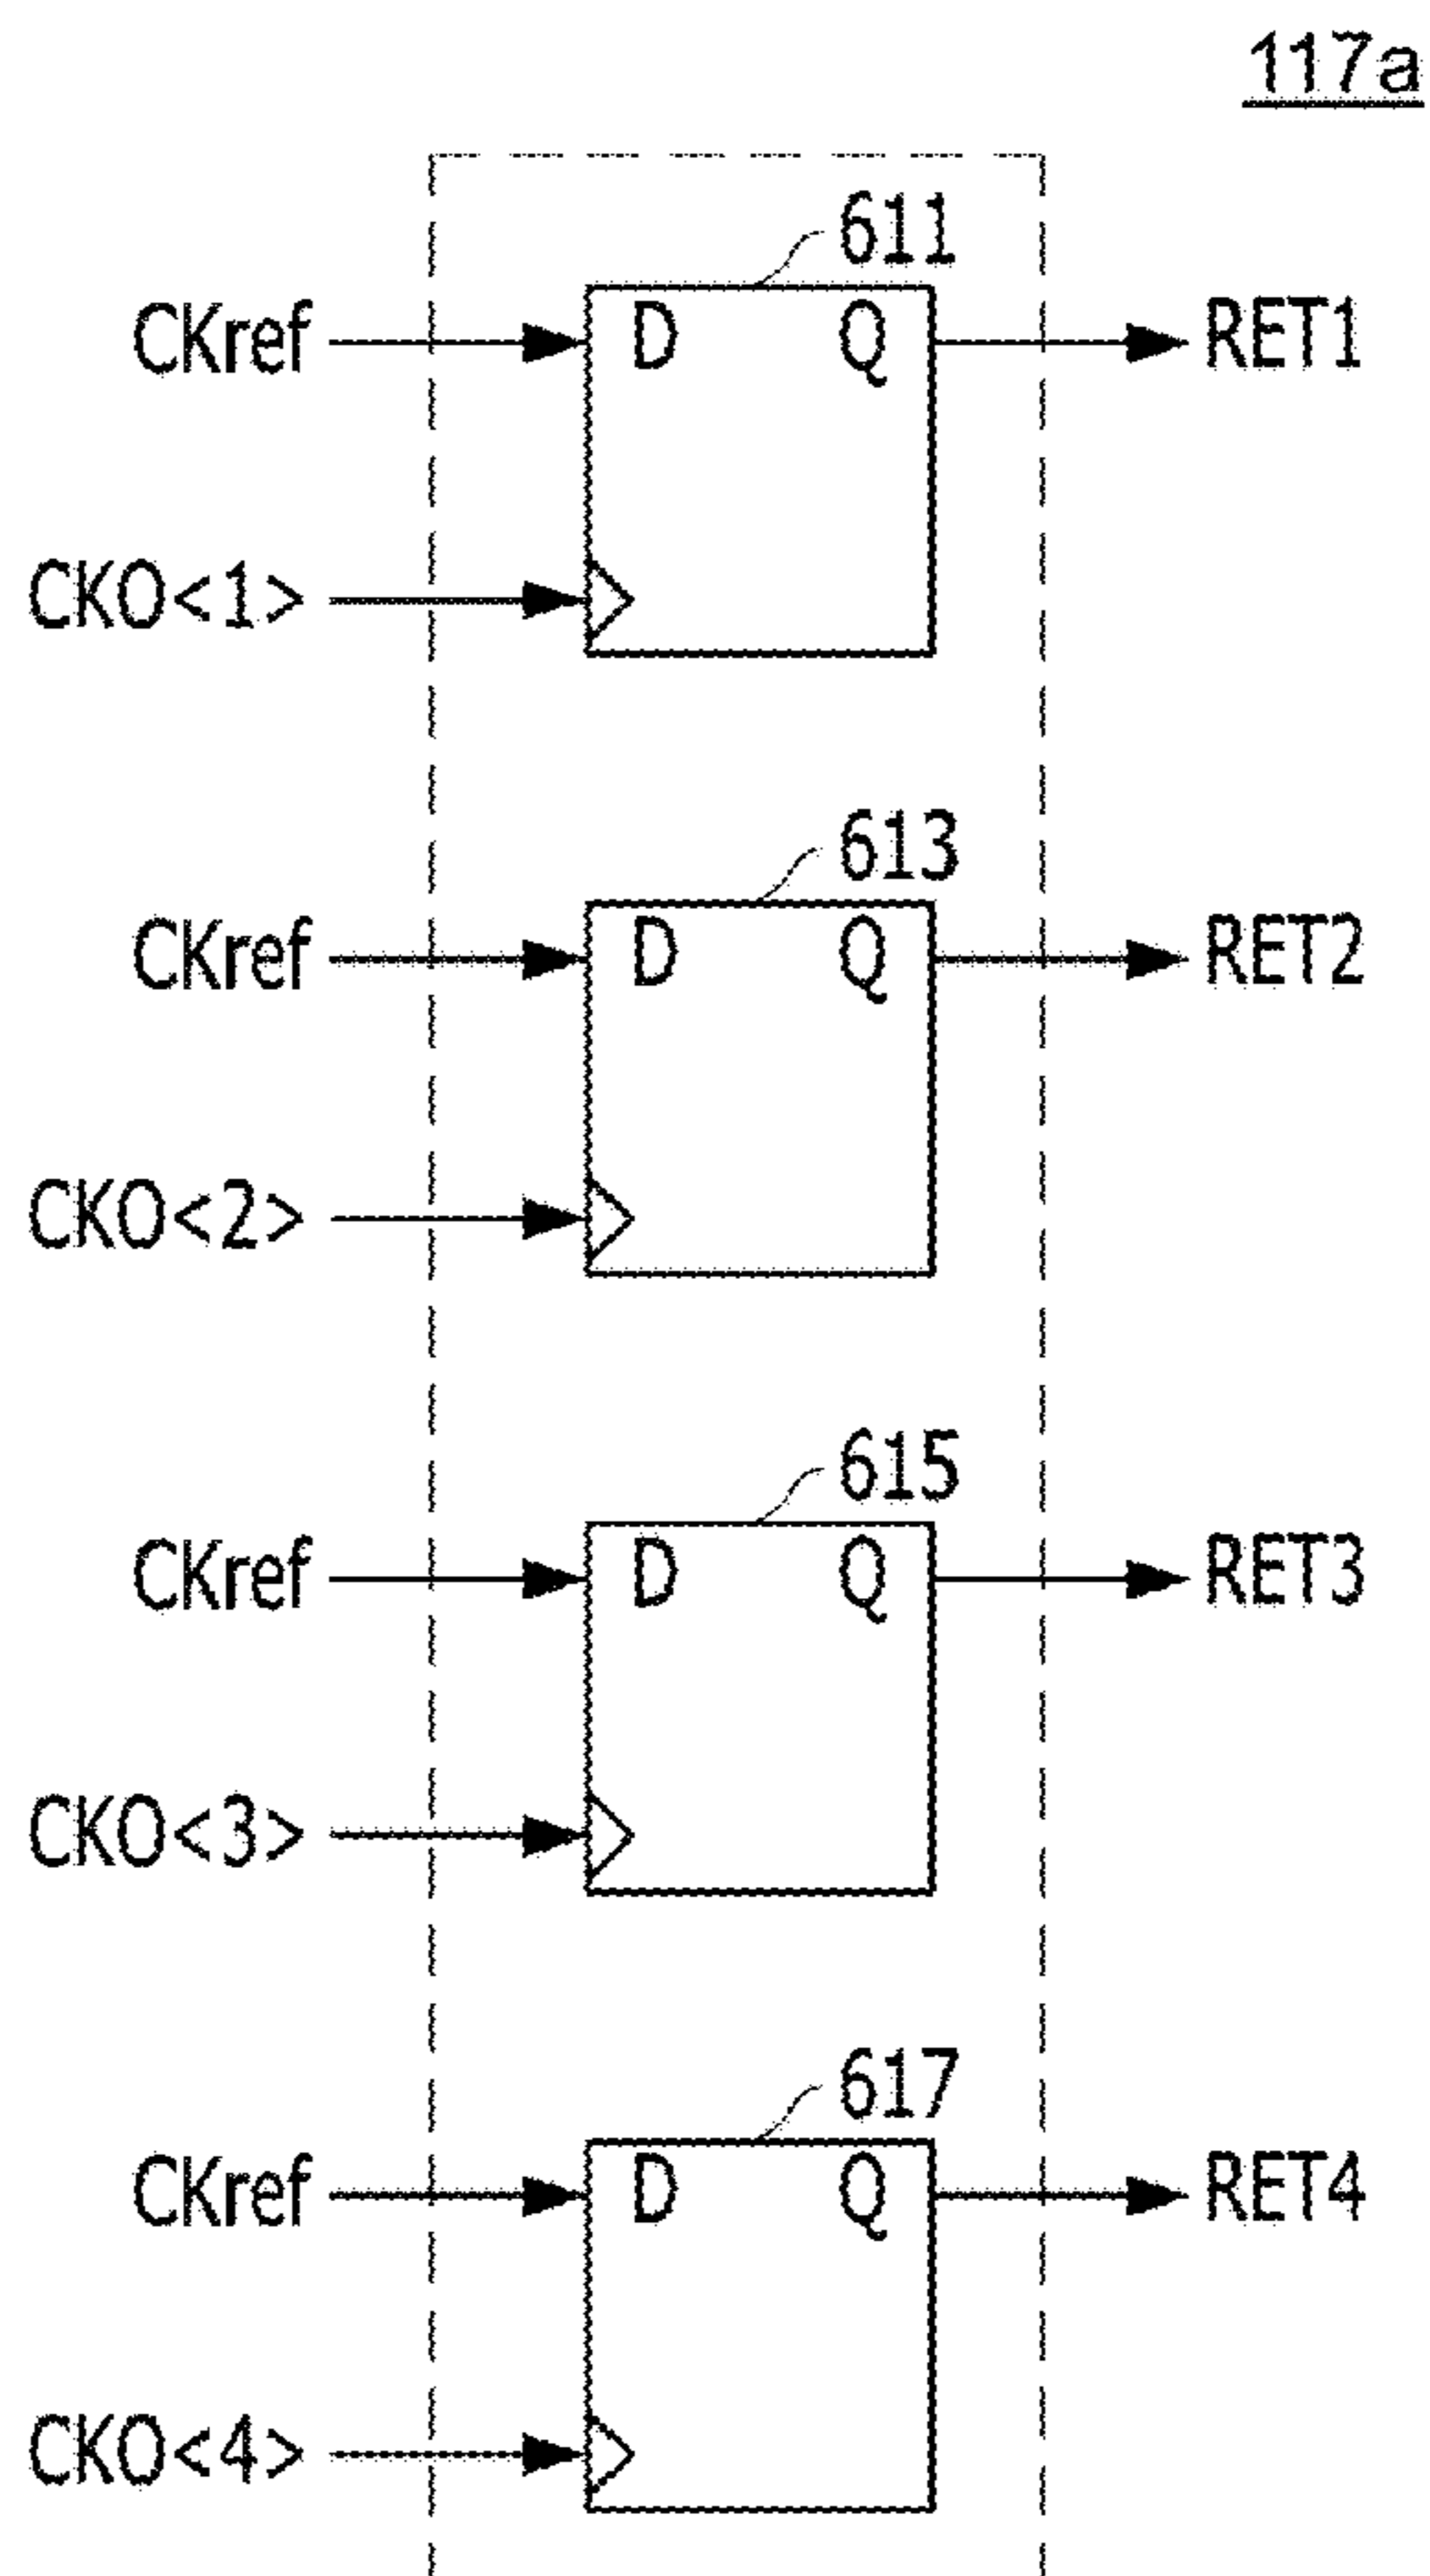 117a
611
CKref D Q RET1
CKO<1>
613
CKref D Q RET2
CKO<2>
615
CKref D Q RET3
CKO<3>
617
CKref D Q RET4
CKO<4>